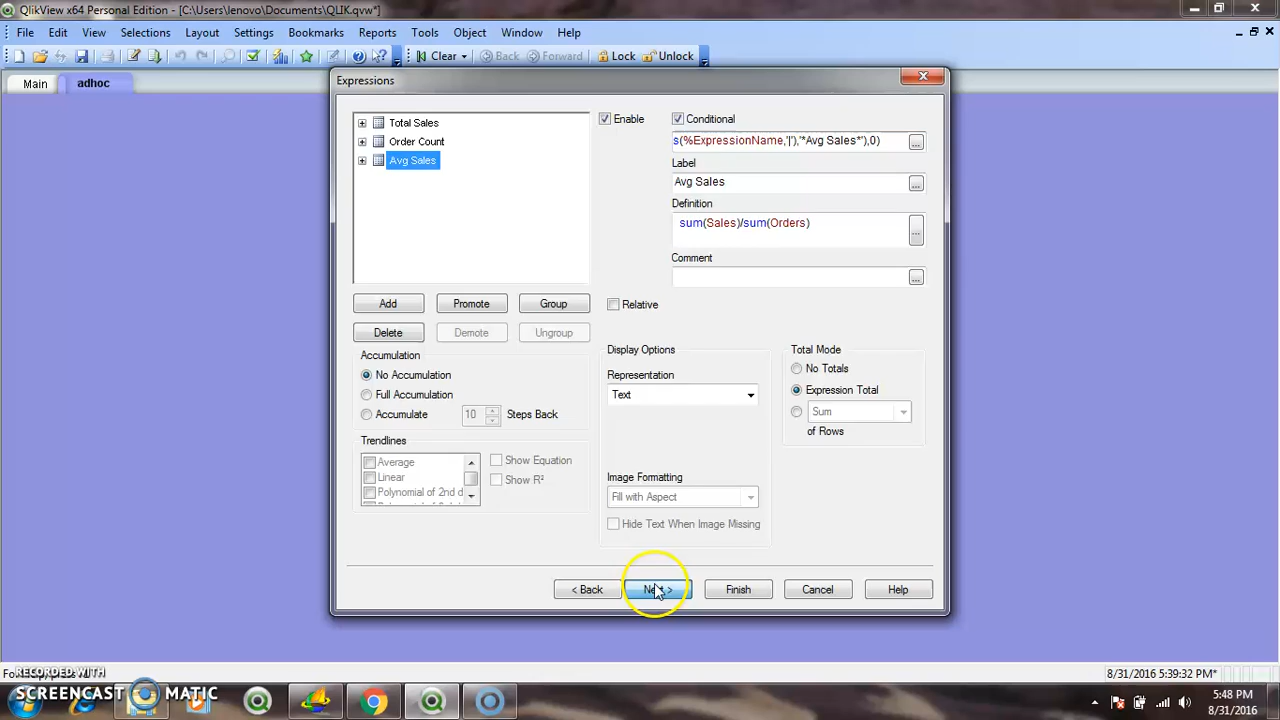 QlikView x64 Personal Edition - [C:\Users\lenovo\Documents\QLIK.qvw*]
File Edit View Selections Layout Settings Bookmarks Reports Tools Object Window Help
Clear Back Forward Lock Unlock
Main adhoc
Expressions
Total Sales
Order Count
Avg Sales
Enable
Conditional
s(%ExpressionName,'|'),'*Avg Sales*'),0)
...
Label
Avg Sales
...
Definition
sum(Sales)/sum(Orders)
...
Comment
...
Add Promote Group
Delete Demote Ungroup
Relative
Accumulation
No Accumulation
Full Accumulation
Accumulate 10 Steps Back
Trendlines
Average
Linear
Polynomial of 2nd d
Show Equation
Show R²
Display Options
Representation
Text
Image Formatting
Fill with Aspect
Hide Text When Image Missing
Total Mode
No Totals
Expression Total
Sum
of Rows
< Back Next > Finish Cancel Help
8/31/2016 5:39:32 PM*
RECORDED WITH
SCREENCAST MATIC
5:48 PM
8/31/2016